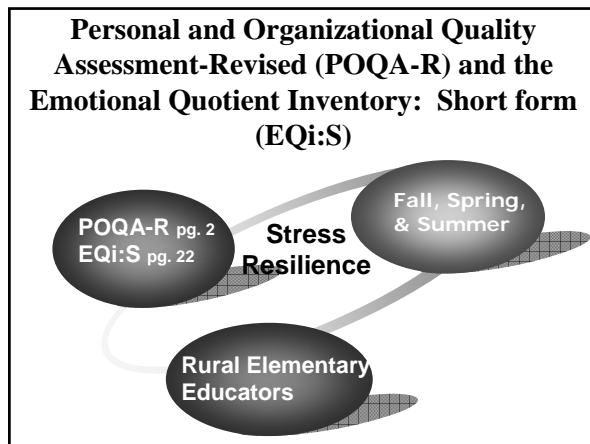 Personal and Organizational Quality
Assessment-Revised (POQA-R) and the
Emotional Quotient Inventory:  Short form
(EQi:S)
POQA-R pg. 2
EQi:S pg. 22
Stress
Resilience
Fall, Spring,
& Summer
Rural Elementary
Educators